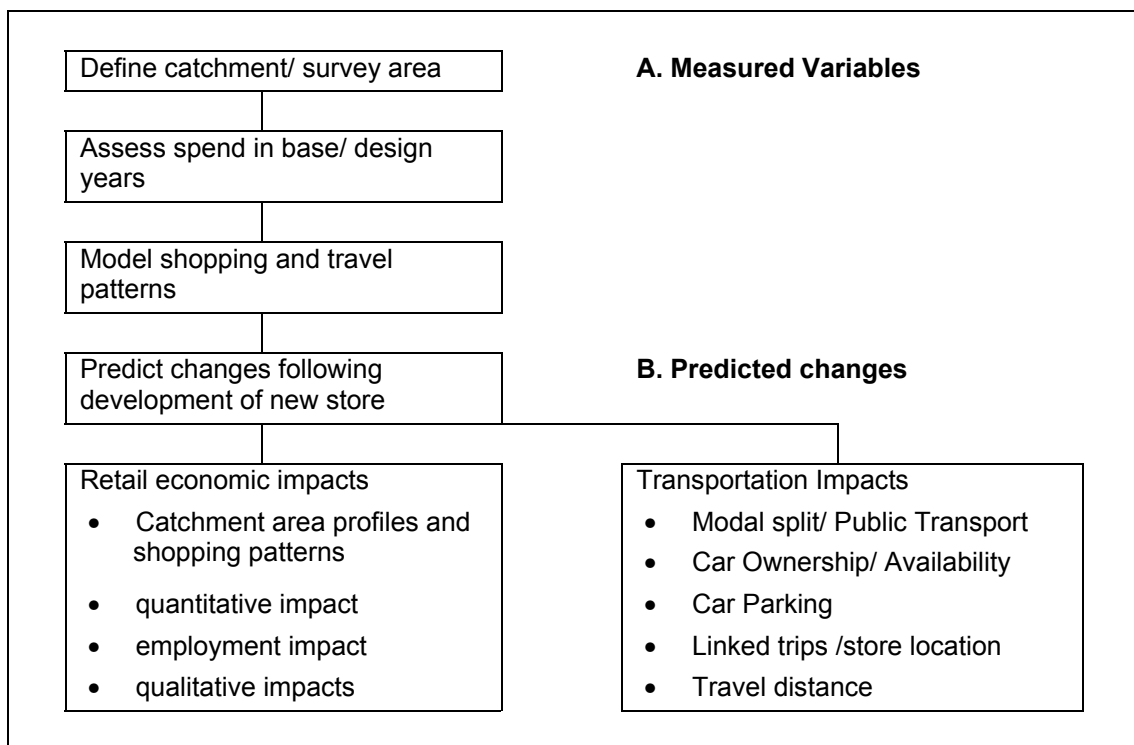 Define catchment/ survey area
A. Measured Variables
Assess spend in base/ design
years
Model shopping and travel
patterns
Predict changes following
development of new store
B. Predicted changes
Retail economic impacts
• Catchment area profiles and
shopping patterns
• quantitative impact
• employment impact
• qualitative impacts
Transportation Impacts
• Modal split/ Public Transport
• Car Ownership/ Availability
• Car Parking
• Linked trips /store location
• Travel distance